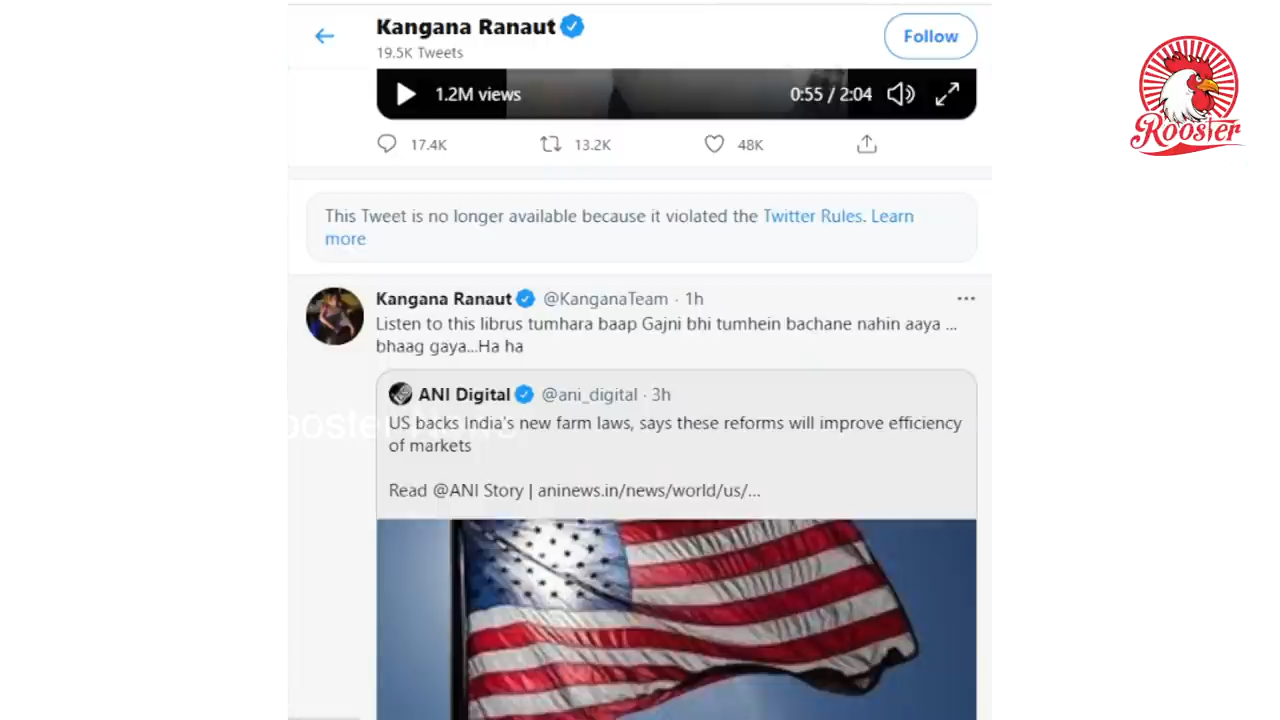 Kangana Ranaut
19.5K Tweets
Follow
1.2M views
0:55 / 2:04
17.4K
13.2K
48K
Rooster
This Tweet is no longer available because it violated the Twitter Rules. Learn
more
Kangana Ranaut @KanganaTeam · 1h
Listen to this librus tumhara baap Gajni bhi tumhein bachane nahin aaya ...
bhaag gaya...Ha ha
ANI Digital @ani_digital · 3h
US backs India's new farm laws, says these reforms will improve efficiency
of markets
Read @ANI Story | aninews.in/news/world/us/...